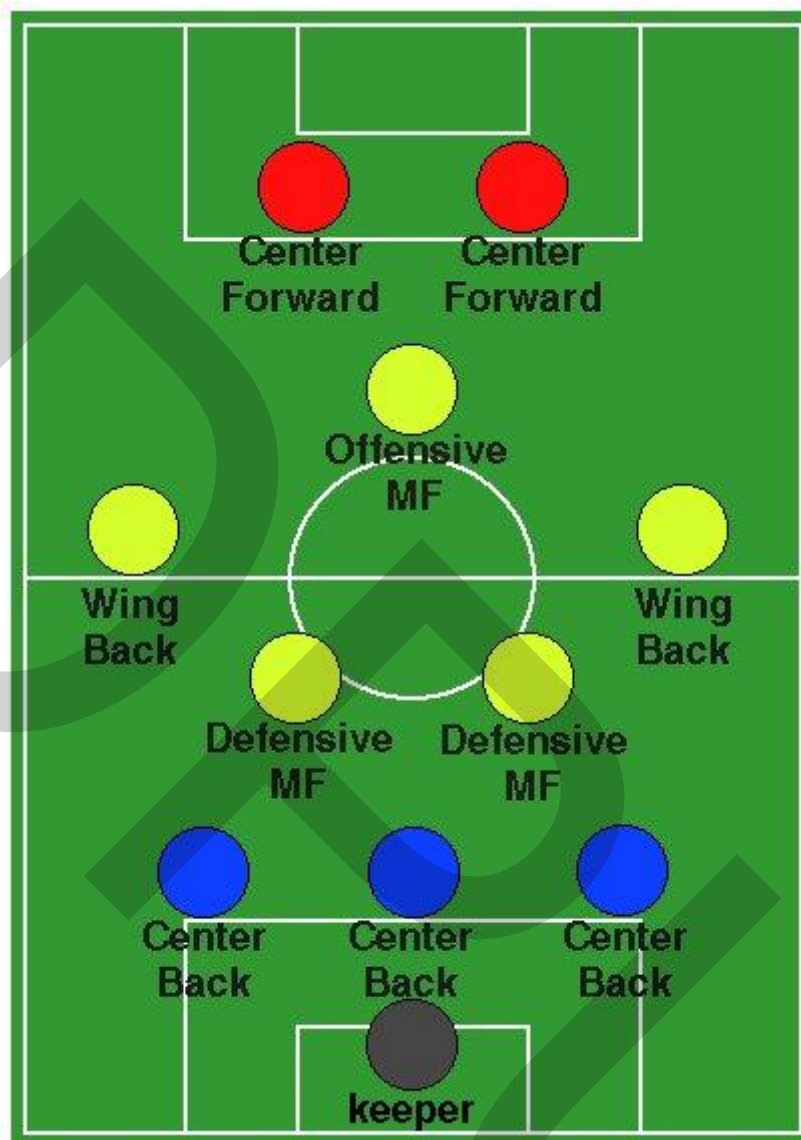 Center Center
Forward Forward
Offensive
MF
Wing Wing
Back Back
Defensive Defensive
MF MF
Center Center Center
Back Back Back
keeper